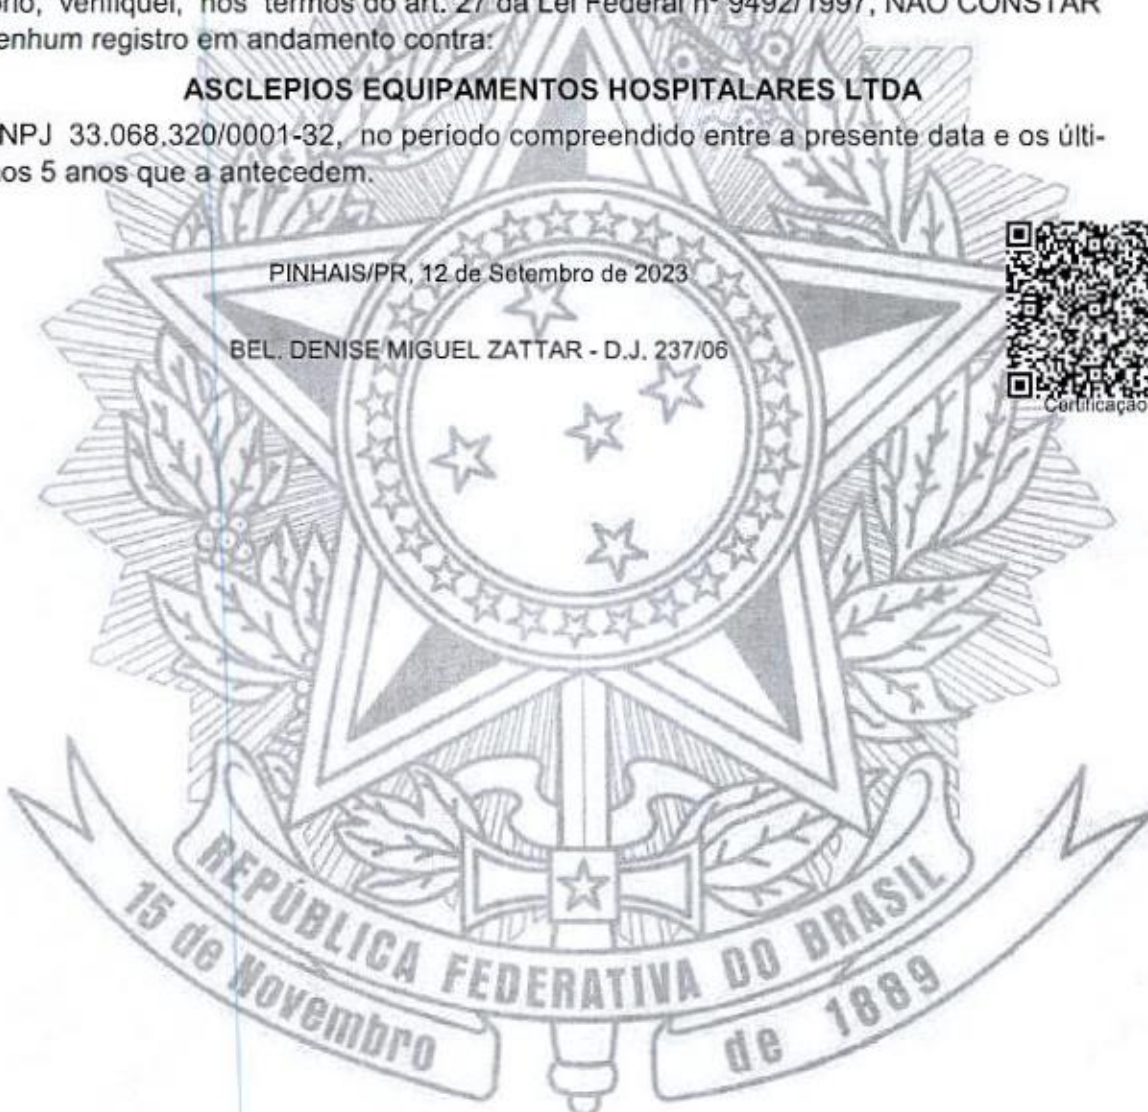 ório, verifiquei, nos termos do art. 27 da Lei Federal nº 9492/1997, NÃO CONSTAR
enhum registro em andamento contra:
ASCLEPIOS EQUIPAMENTOS HOSPITALARES LTDA
NPJ 33.068.320/0001-32, no período compreendido entre a presente data e os últi-
os 5 anos que a antecedem.
PINHAIS/PR, 12 de Setembro de 2023
BEL. DENISE MIGUEL ZATTAR - D.J. 237/06
Certificação
REPÚBLICA FEDERATIVA DO BRASIL
15 de Novembro de 1889